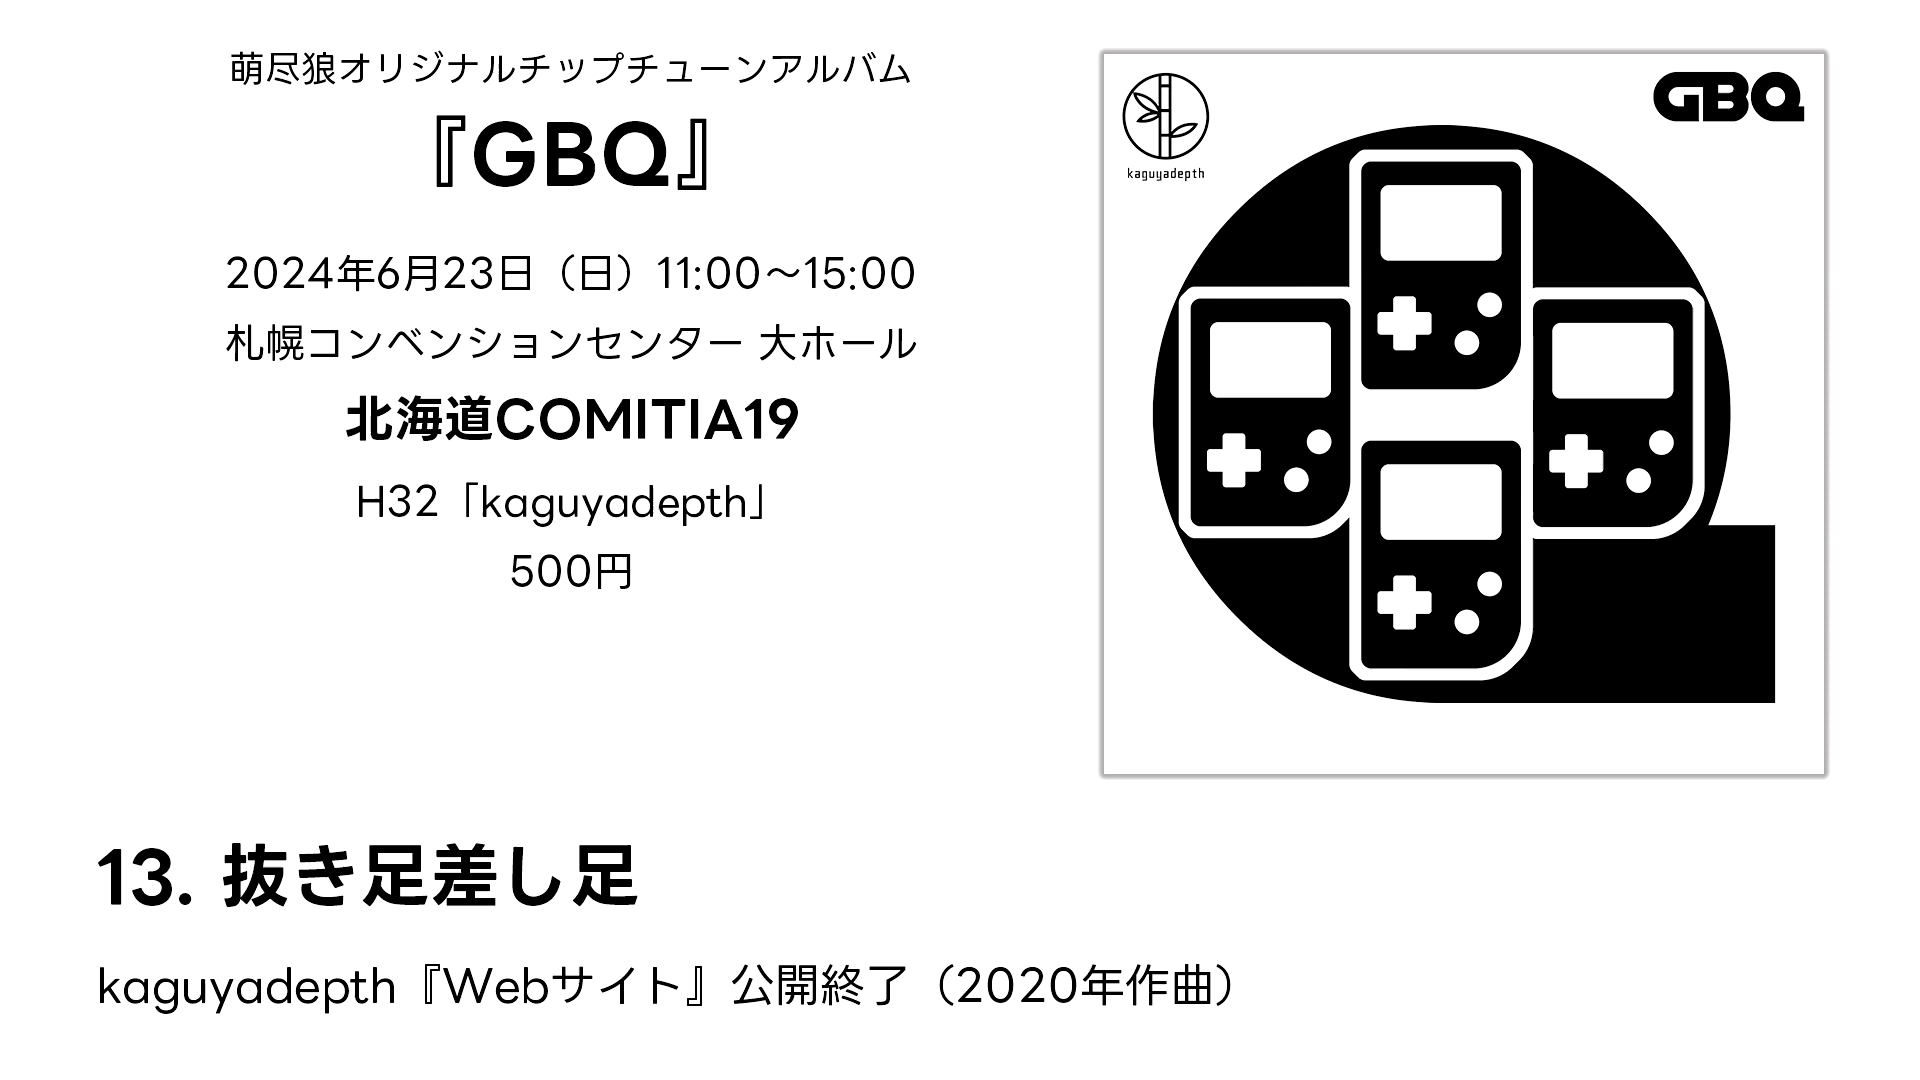 萌尽狼オリジナルチップチューンアルバム
『GBQ』
2024年6月23日（日）11:00～15:00
札幌コンベンションセンター 大ホール
北海道COMITIA19
H32「kaguyadepth」
500円
kaguyadepth
GBQ
13. 抜き足差し足
kaguyadepth『Webサイト』公開終了（2020年作曲）